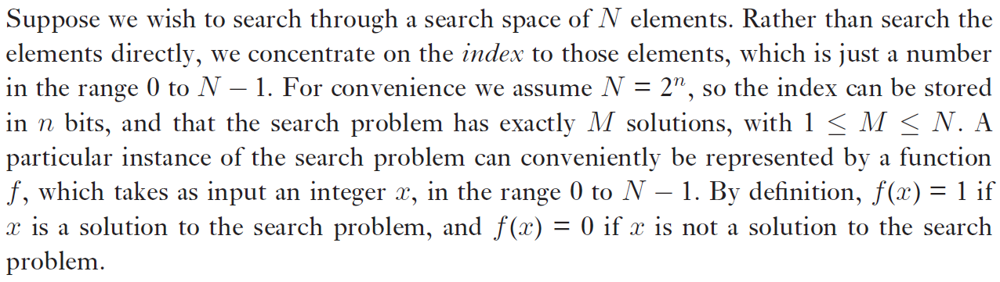 Suppose we wish to search through a search space of N elements. Rather than search the
elements directly, we concentrate on the index to those elements, which is just a number
in the range 0 to N − 1. For convenience we assume N = 2ⁿ, so the index can be stored
in n bits, and that the search problem has exactly M solutions, with 1 ≤ M ≤ N. A
particular instance of the search problem can conveniently be represented by a function
f, which takes as input an integer x, in the range 0 to N − 1. By definition, f(x) = 1 if
x is a solution to the search problem, and f(x) = 0 if x is not a solution to the search
problem.